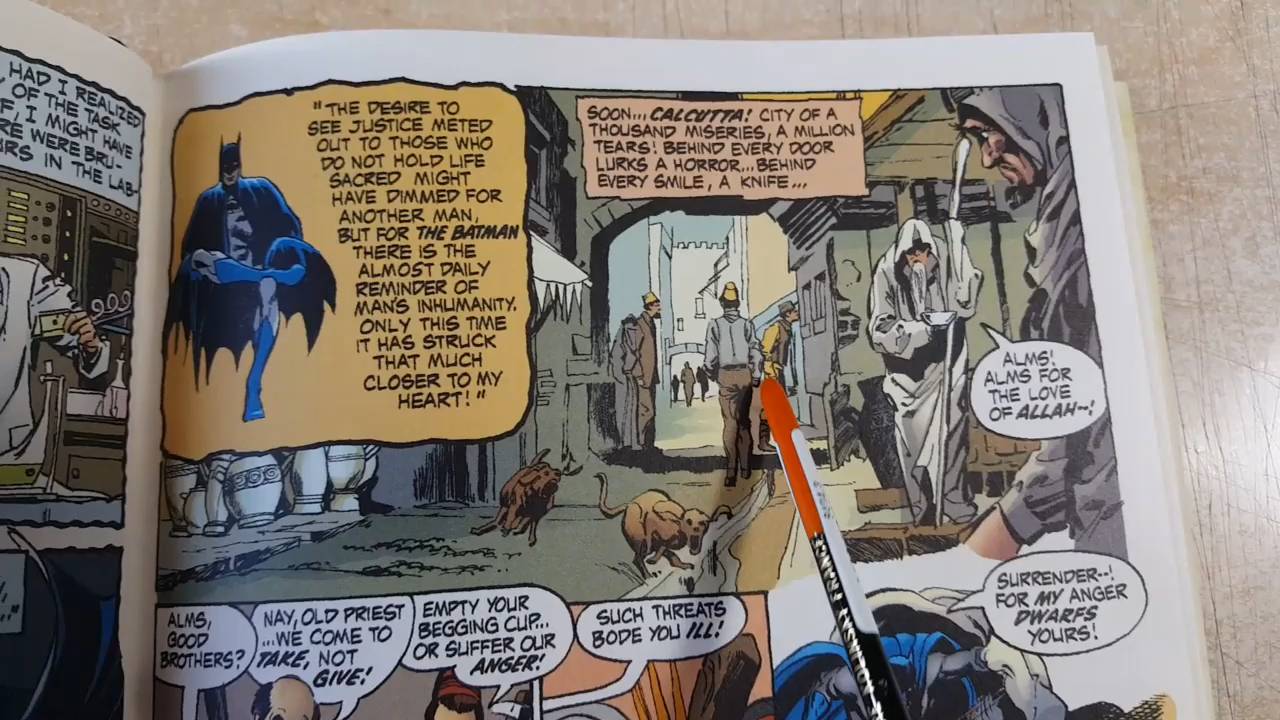 HAD I REALIZED
OF THE TASK
F, I MIGHT HAVE
RE WERE BRU-
RS IN THE LAB-
"THE DESIRE TO
SEE JUSTICE METED
OUT TO THOSE WHO
DO NOT HOLD LIFE
SACRED MIGHT
HAVE DIMMED FOR
ANOTHER MAN,
BUT FOR THE BATMAN
THERE IS THE
ALMOST DAILY
REMINDER OF
MAN'S INHUMANITY.
ONLY THIS TIME
IT HAS STRUCK
THAT MUCH
CLOSER TO MY
HEART!"
SOON... CALCUTTA! CITY OF A
THOUSAND MISERIES, A MILLION
TEARS! BEHIND EVERY DOOR
LURKS A HORROR...BEHIND
EVERY SMILE, A KNIFE...
ALMS!
ALMS FOR
THE LOVE
OF ALLAH--!
ALMS,
GOOD
BROTHERS?
NAY, OLD PRIEST
...WE COME TO
TAKE, NOT
GIVE!
EMPTY YOUR
BEGGING CUP...
OR SUFFER OUR
ANGER!
SUCH THREATS
BODE YOU ILL!
SURRENDER--!
FOR MY ANGER
DWARFS
YOURS!